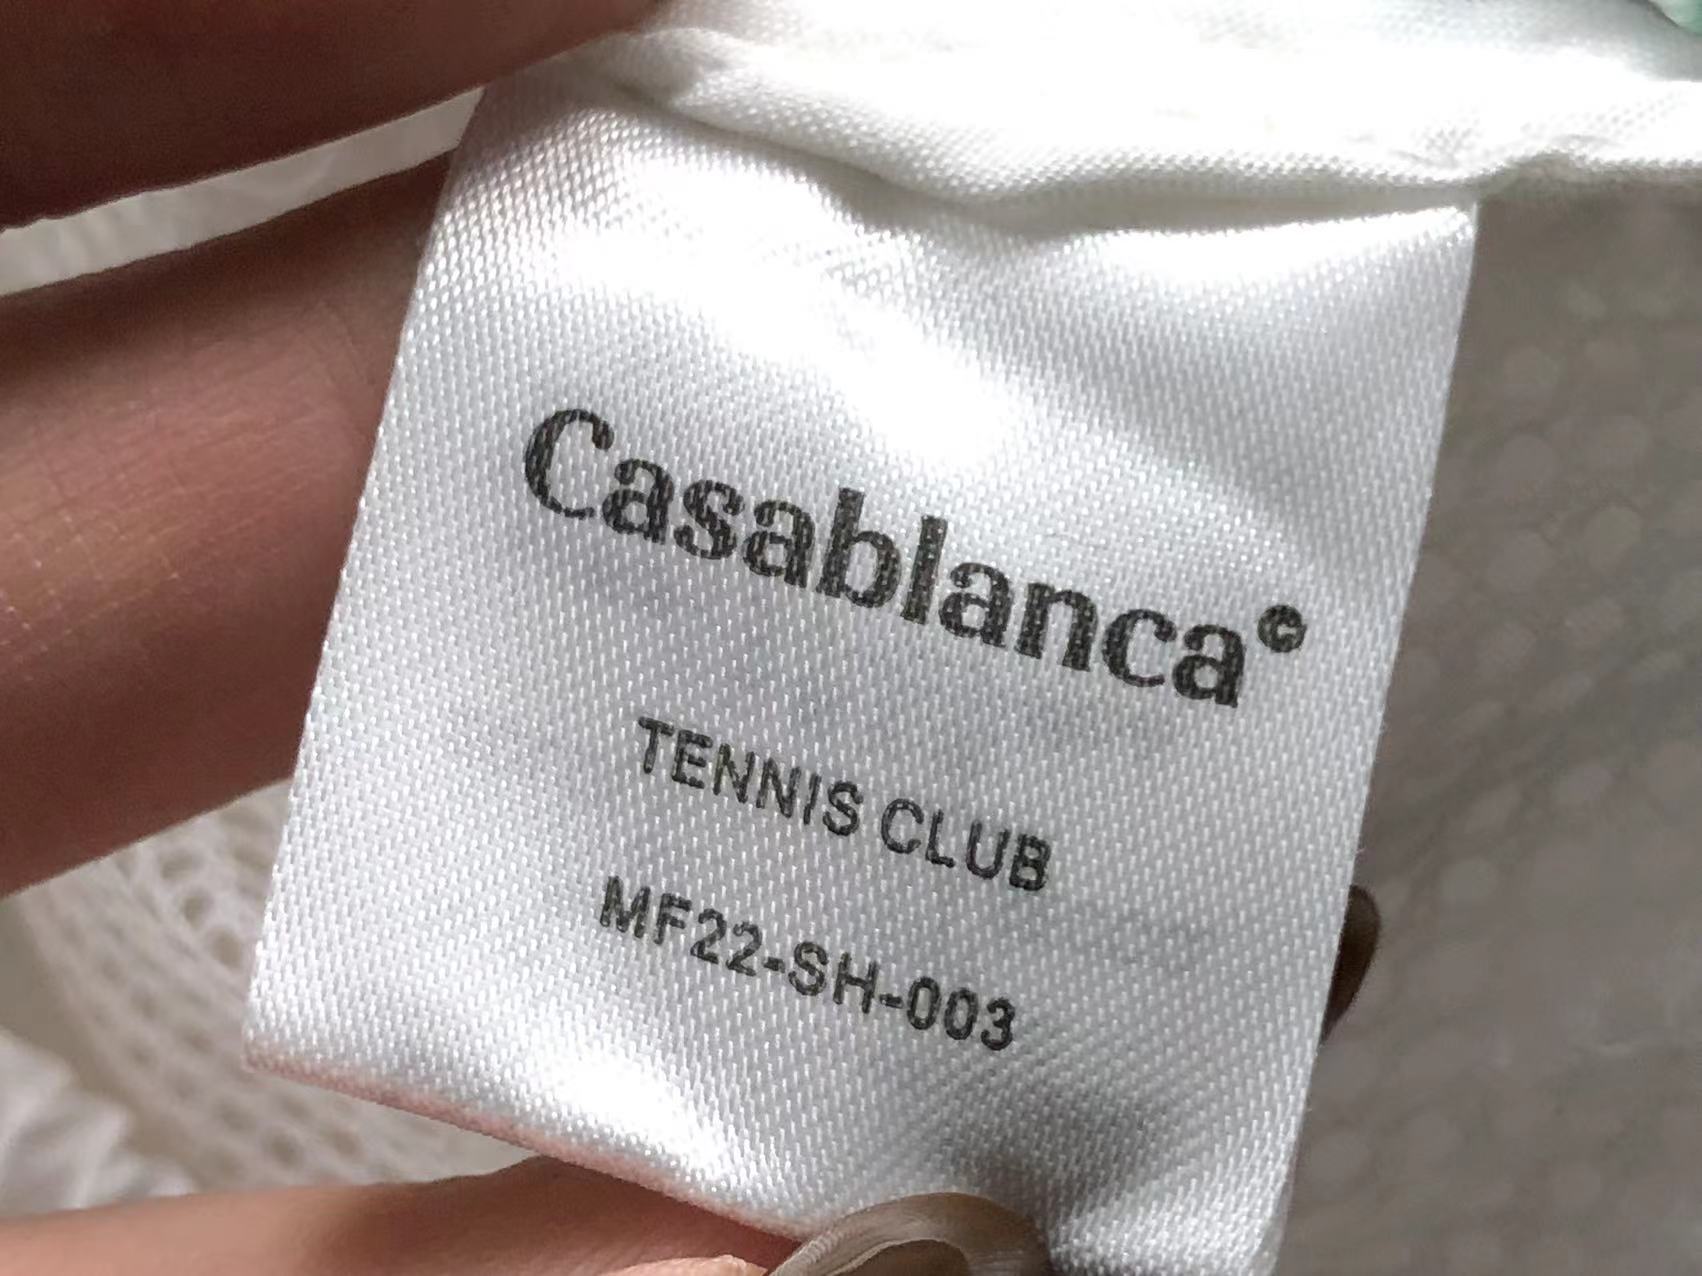 Casablanca©
TENNIS CLUB
MF22-SH-003